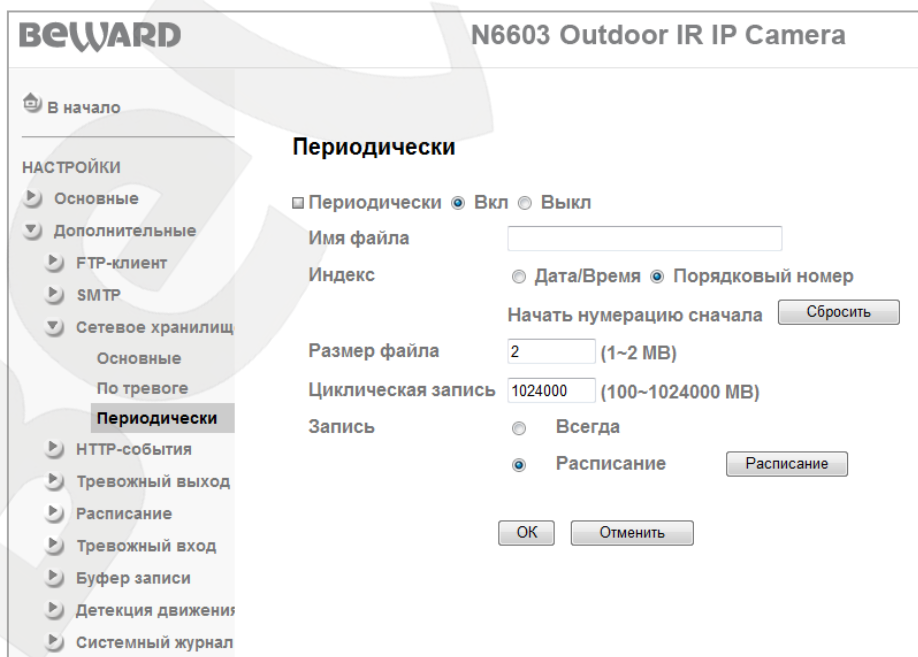 BEWARD
N6603 Outdoor IR IP Camera
В начало
НАСТРОЙКИ
Основные
Дополнительные
FTP-клиент
SMTP
Сетевое хранилищ
Основные
По тревоге
Периодически
HTTP-события
Тревожный выход
Расписание
Тревожный вход
Буфер записи
Детекция движения
Системный журнал
Периодически
Периодически Вкл Выкл
Имя файла
Индекс Дата/Время Порядковый номер
Начать нумерацию сначала Сбросить
Размер файла 2 (1~2 MB)
Циклическая запись 1024000 (100~1024000 MB)
Запись Всегда
Расписание Расписание
OK Отменить